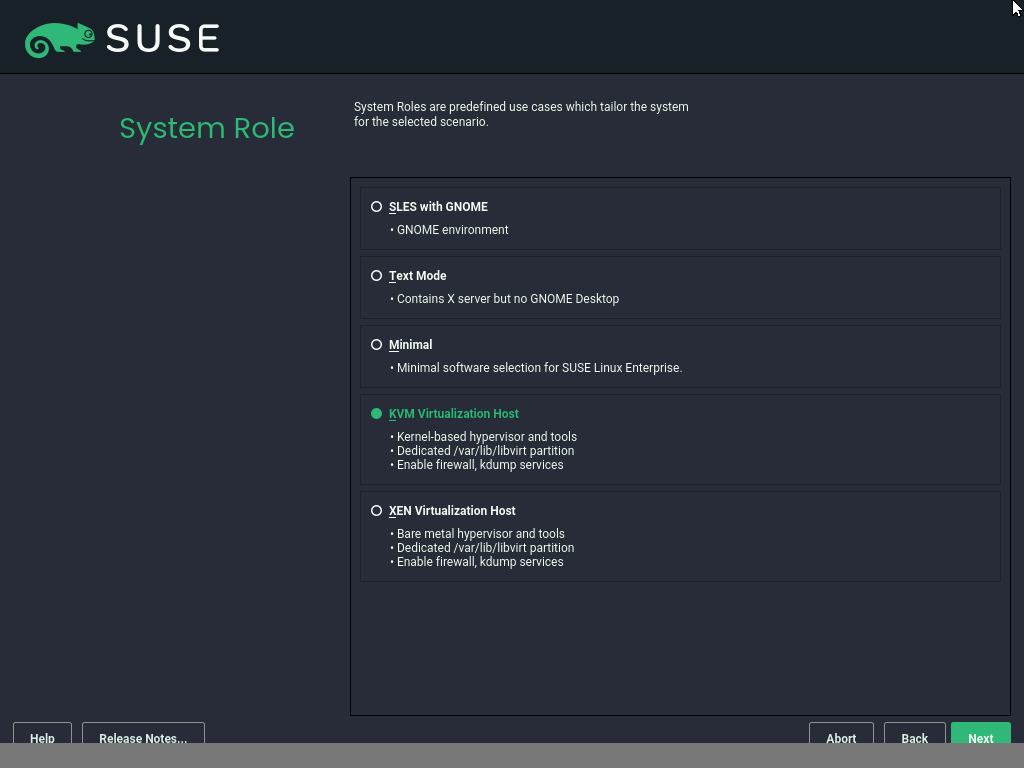 SUSE
System Role
System Roles are predefined use cases which tailor the system
for the selected scenario.
SLES with GNOME
• GNOME environment
Text Mode
• Contains X server but no GNOME Desktop
Minimal
• Minimal software selection for SUSE Linux Enterprise.
KVM Virtualization Host
• Kernel-based hypervisor and tools
• Dedicated /var/lib/libvirt partition
• Enable firewall, kdump services
XEN Virtualization Host
• Bare metal hypervisor and tools
• Dedicated /var/lib/libvirt partition
• Enable firewall, kdump services
Help Release Notes... Abort Back Next